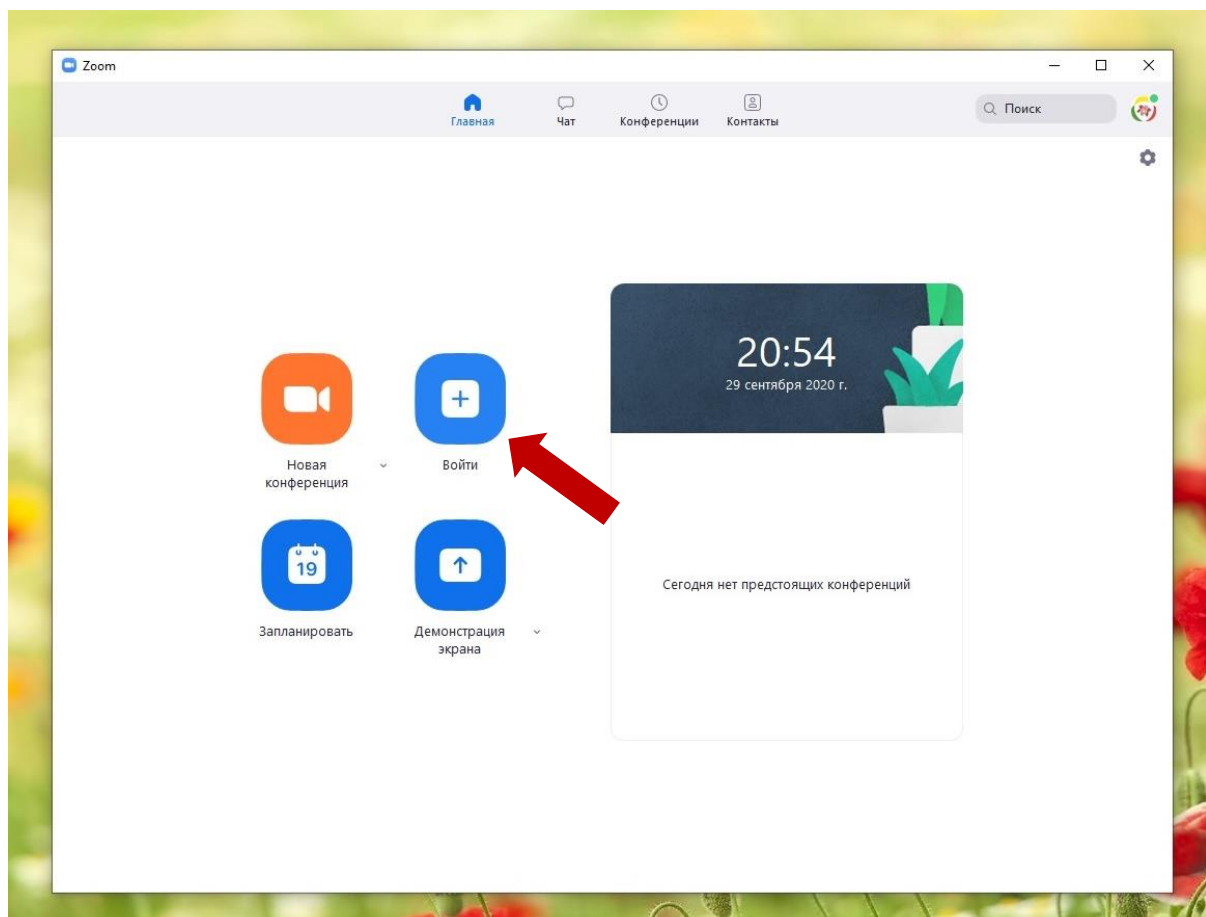 Zoom
Главная
Чат
Конференции
Контакты
Поиск
20:54
29 сентября 2020 г.
Новая
конференция
Войти
19
Запланировать
Демонстрация
экрана
Сегодня нет предстоящих конференций